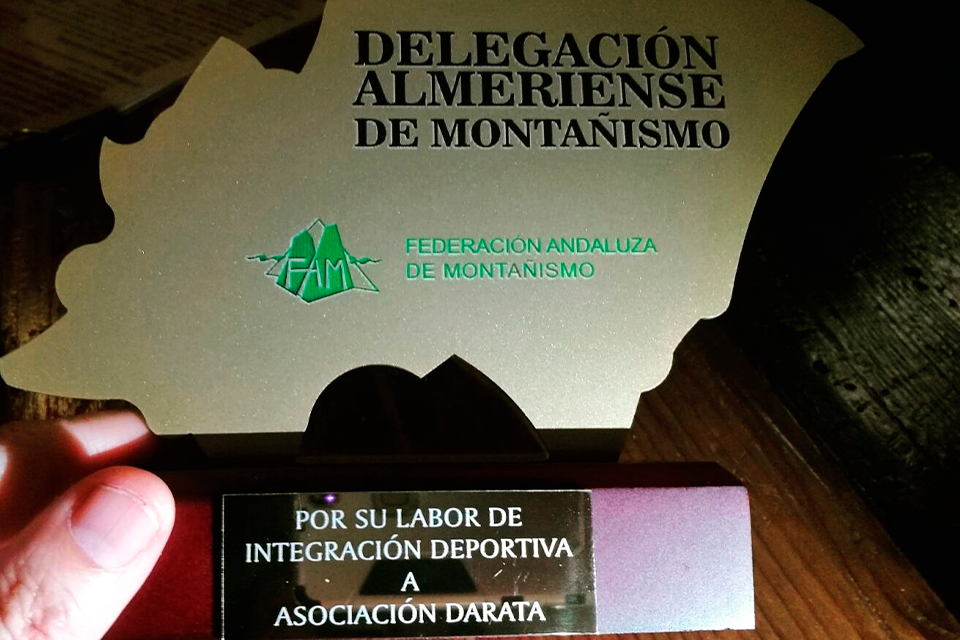 DELEGACIÓN
ALMERIENSE
DE MONTAÑISMO
FAM
FEDERACIÓN ANDALUZA
DE MONTAÑISMO
POR SU LABOR DE
INTEGRACIÓN DEPORTIVA
A
ASOCIACIÓN DARATA